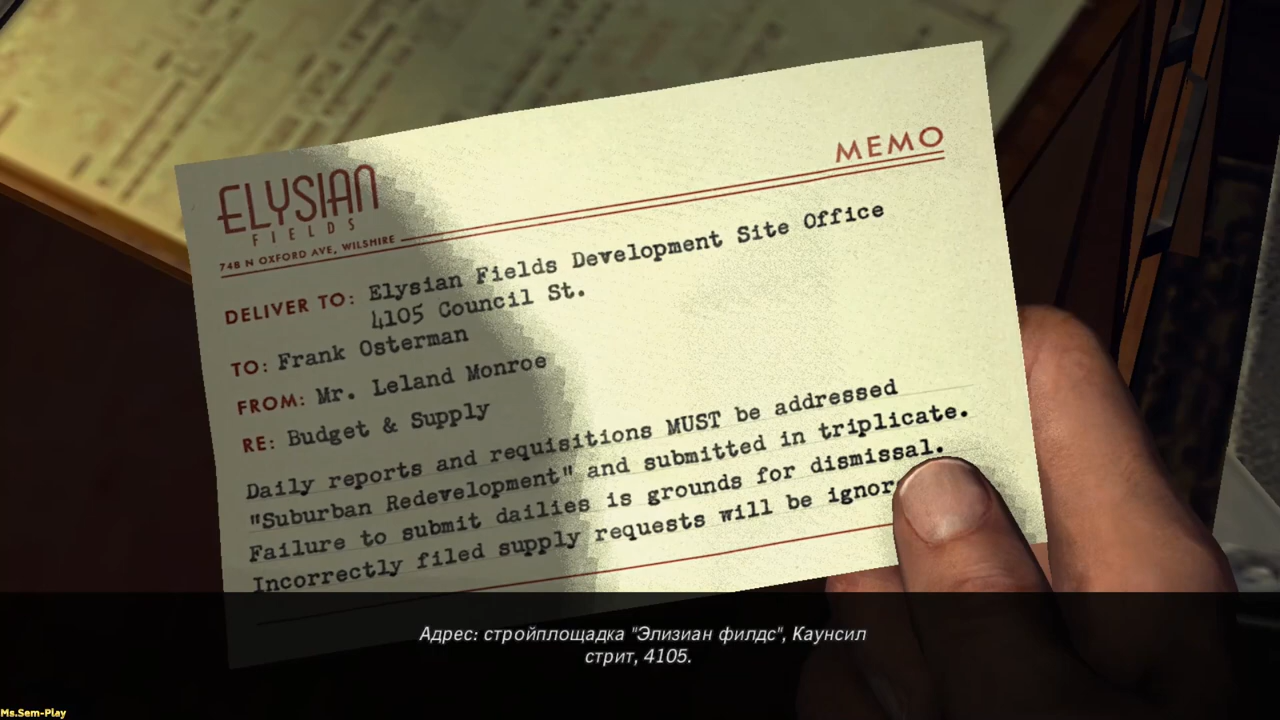 ELYSIAN
FIELDS
748 N OXFORD AVE, WILSHIRE
MEMO
DELIVER TO: Elysian Fields Development Site Office
4105 Council St.
TO: Frank Osterman
FROM: Mr. Leland Monroe
RE: Budget & Supply
Daily reports and requisitions MUST be addressed
"Suburban Redevelopment" and submitted in triplicate.
Failure to submit dailies is grounds for dismissal.
Incorrectly filed supply requests will be ignor
Адрес: стройплощадка "Элизиан филдс", Каунсил
стрит, 4105.
Ms.Sem-Play